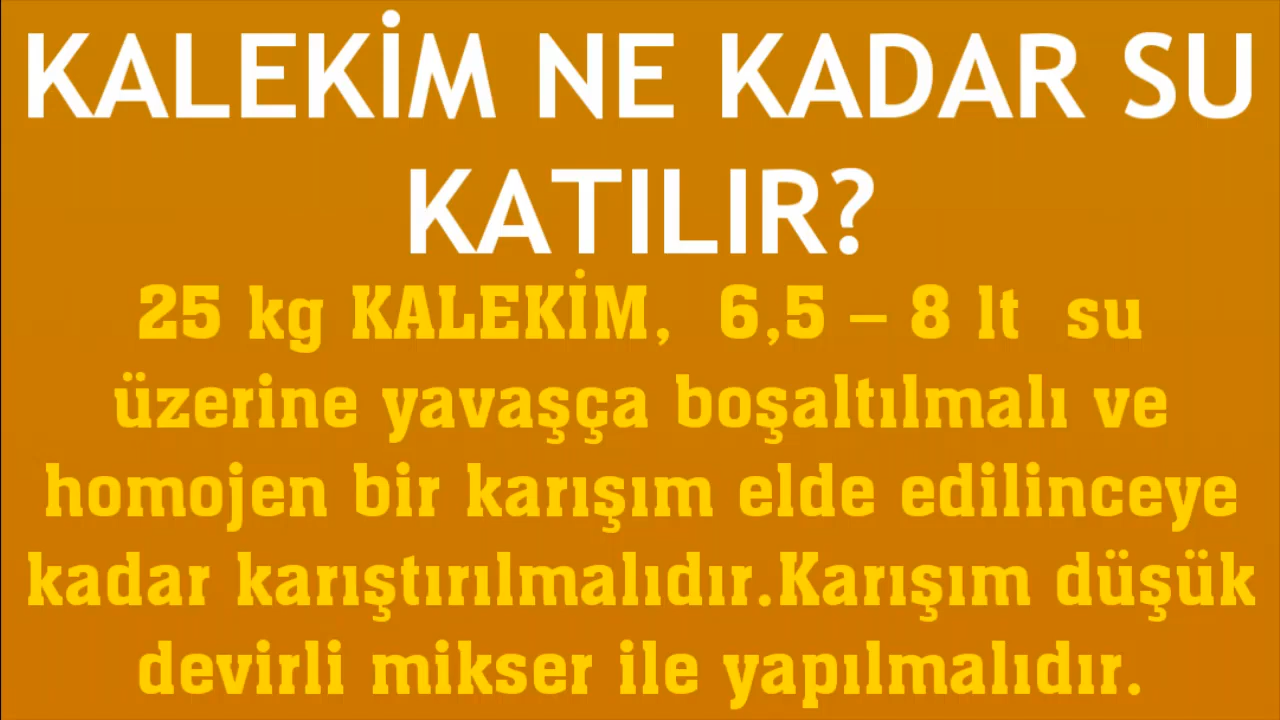 KALEKİM NE KADAR SU
KATILIR?
25 kg KALEKİM, 6,5 – 8 lt su
üzerine yavaşça boşaltılmalı ve
homojen bir karışım elde edilinceye
kadar karıştırılmalıdır.Karışım düşük
devirli mikser ile yapılmalıdır.